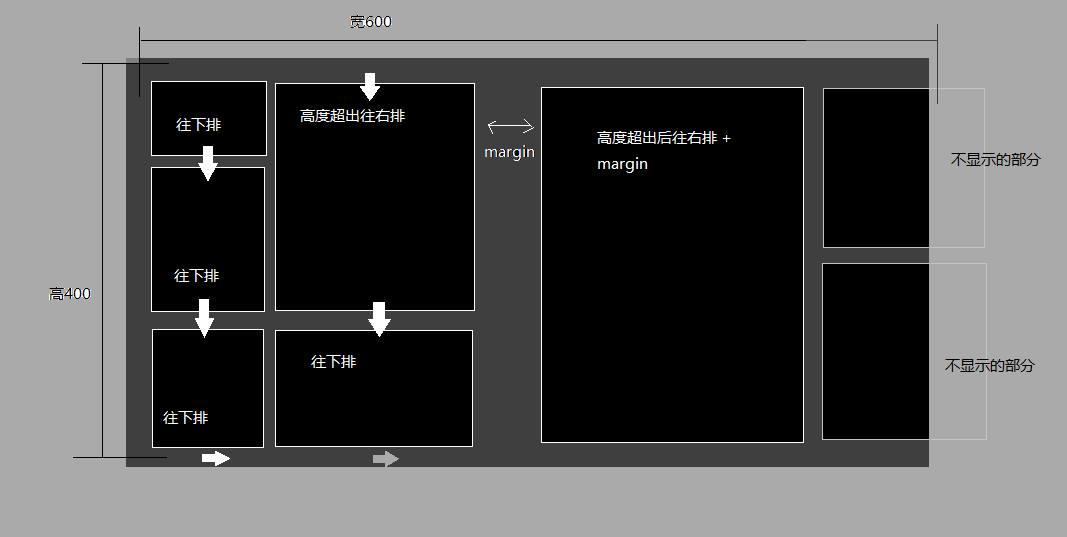 宽600
高400
往下排
往下排
往下排
高度超出往右排
往下排
margin
高度超出后往右排 +
margin
不显示的部分
不显示的部分